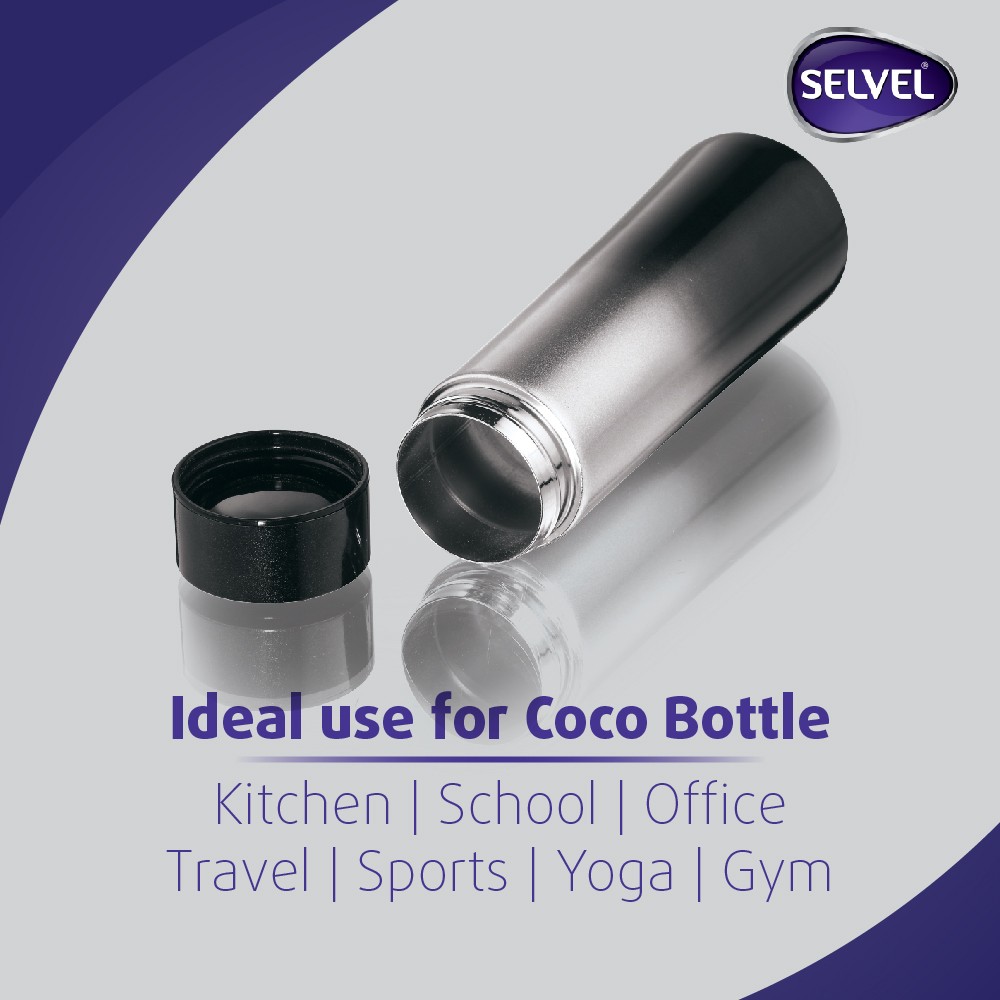 SELVEL®
Ideal use for Coco Bottle
Kitchen | School | Office
Travel | Sports | Yoga | Gym